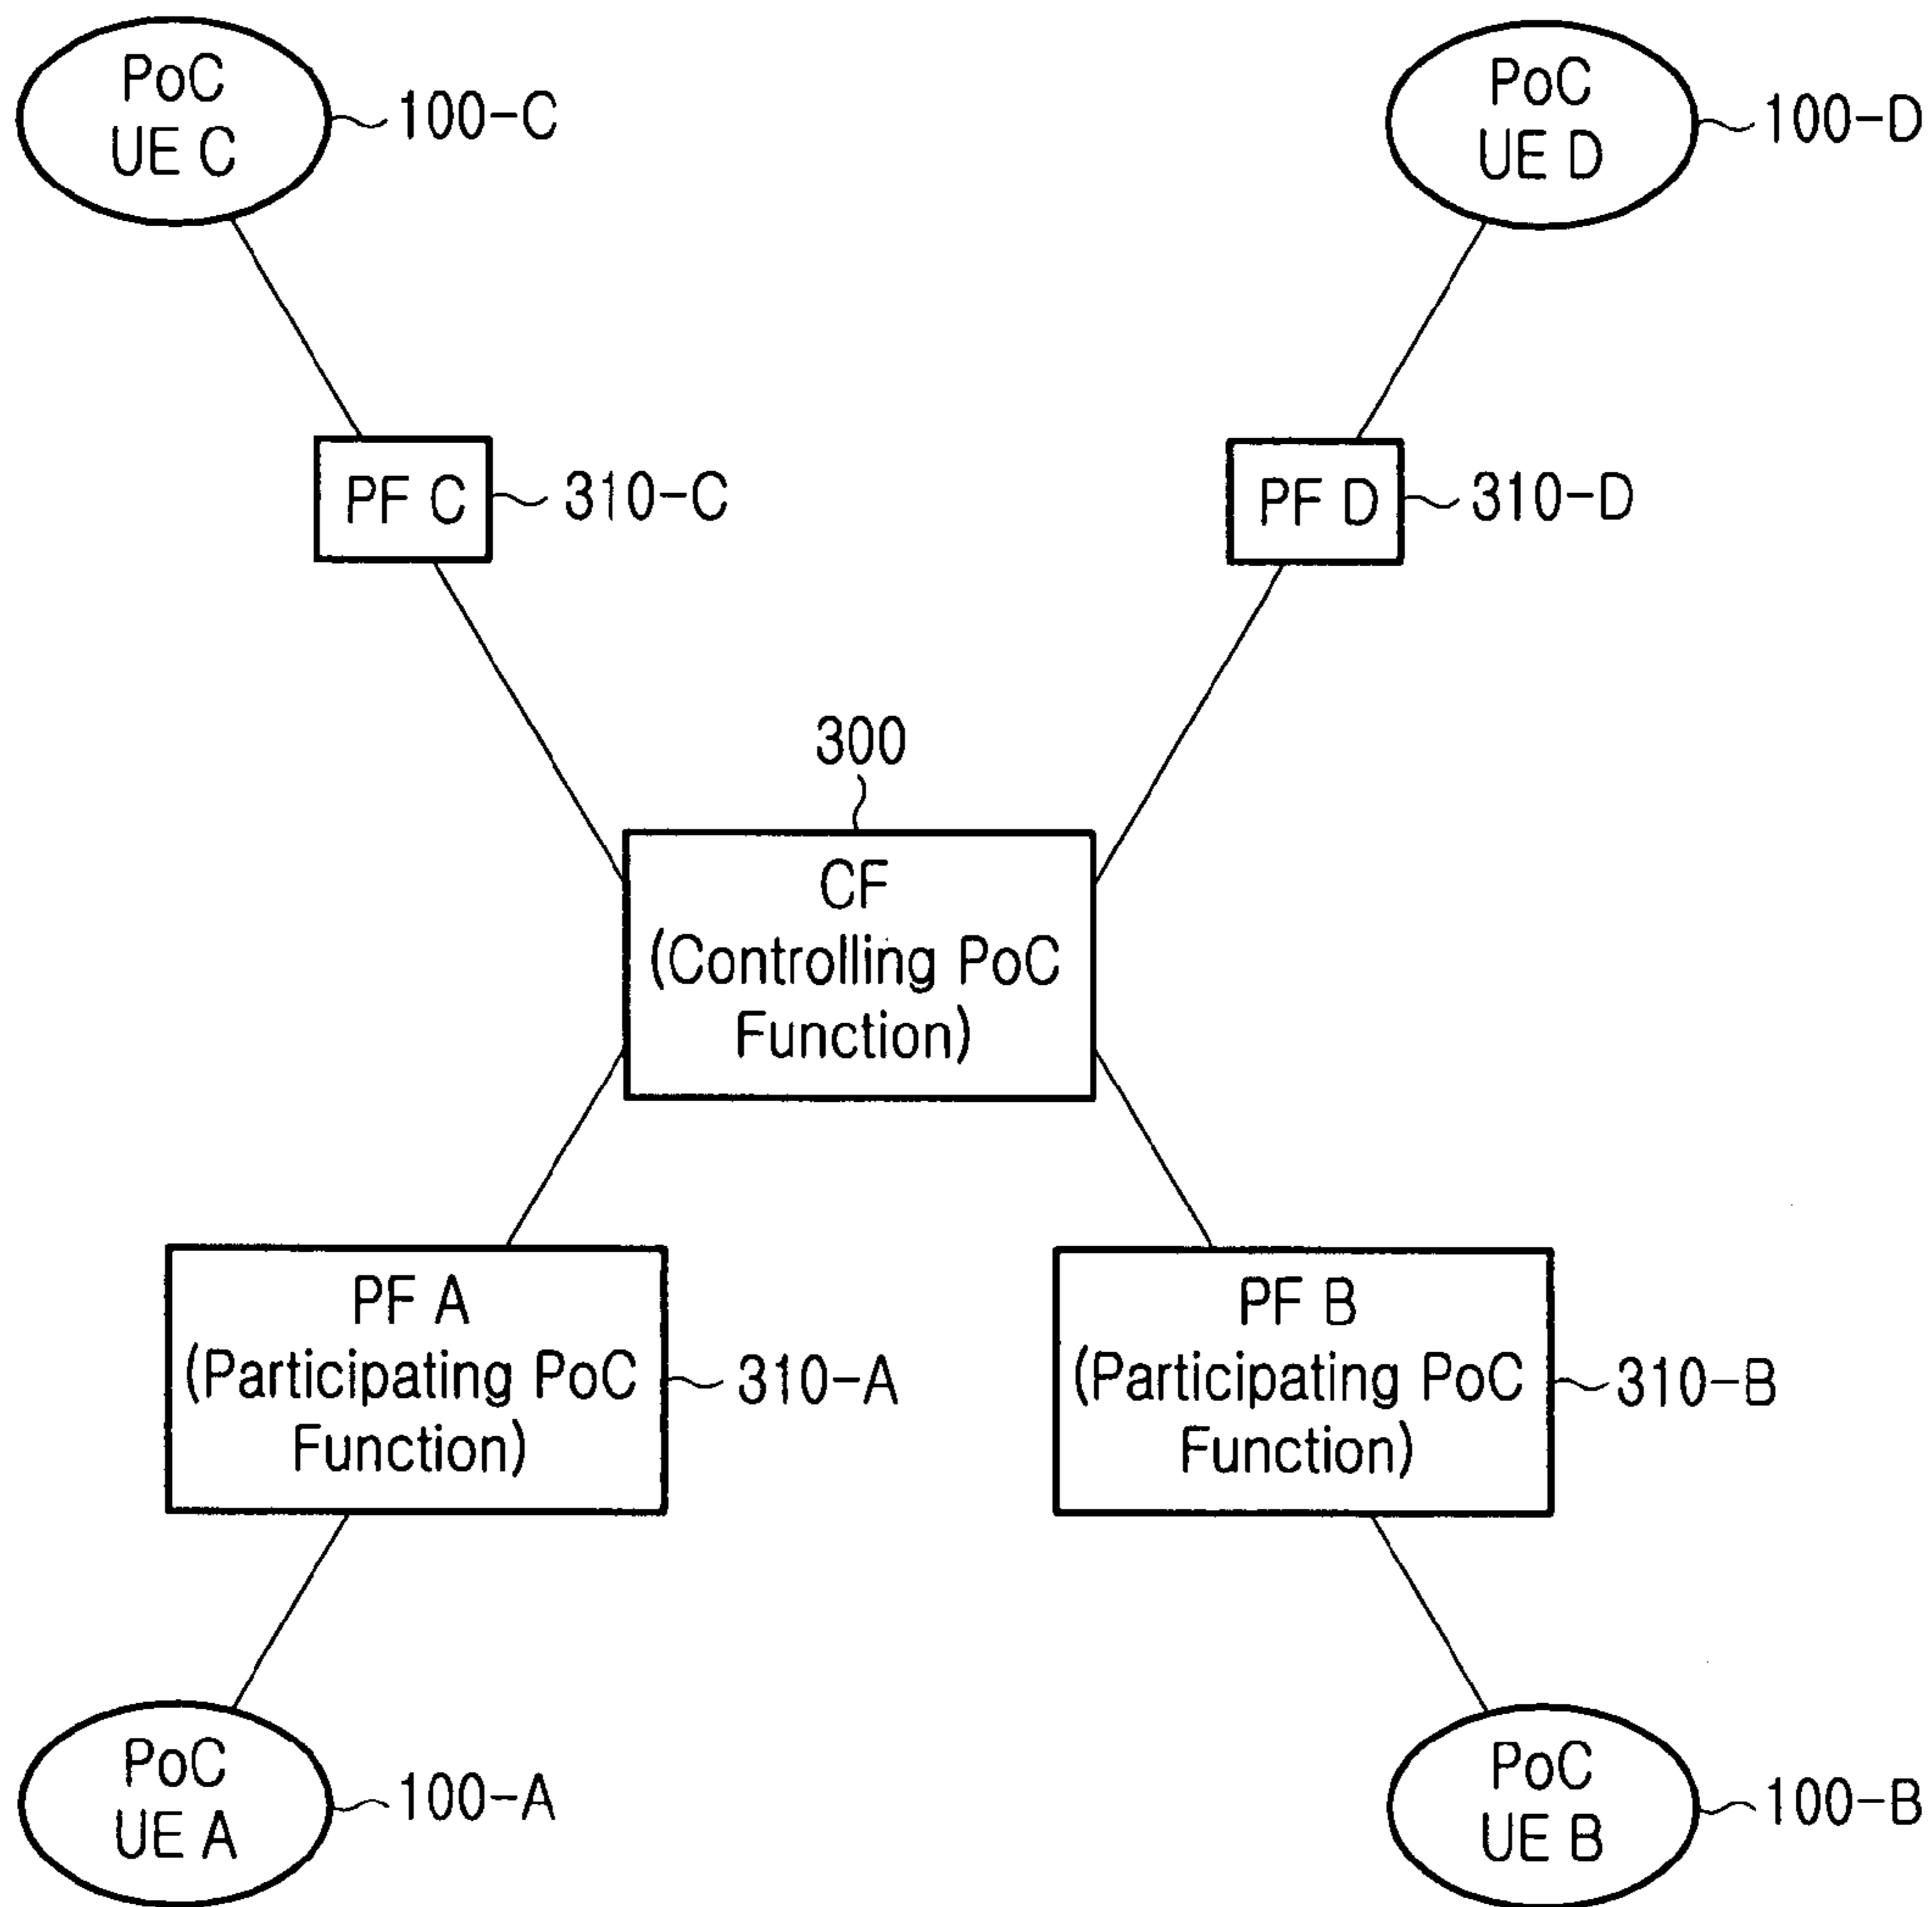 PoC
UE C
100-C
PoC
UE D
100-D
PF C
310-C
PF D
310-D
300
CF
(Controlling PoC
Function)
PF A
(Participating PoC
Function)
310-A
PF B
(Participating PoC
Function)
310-B
PoC
UE A
100-A
PoC
UE B
100-B